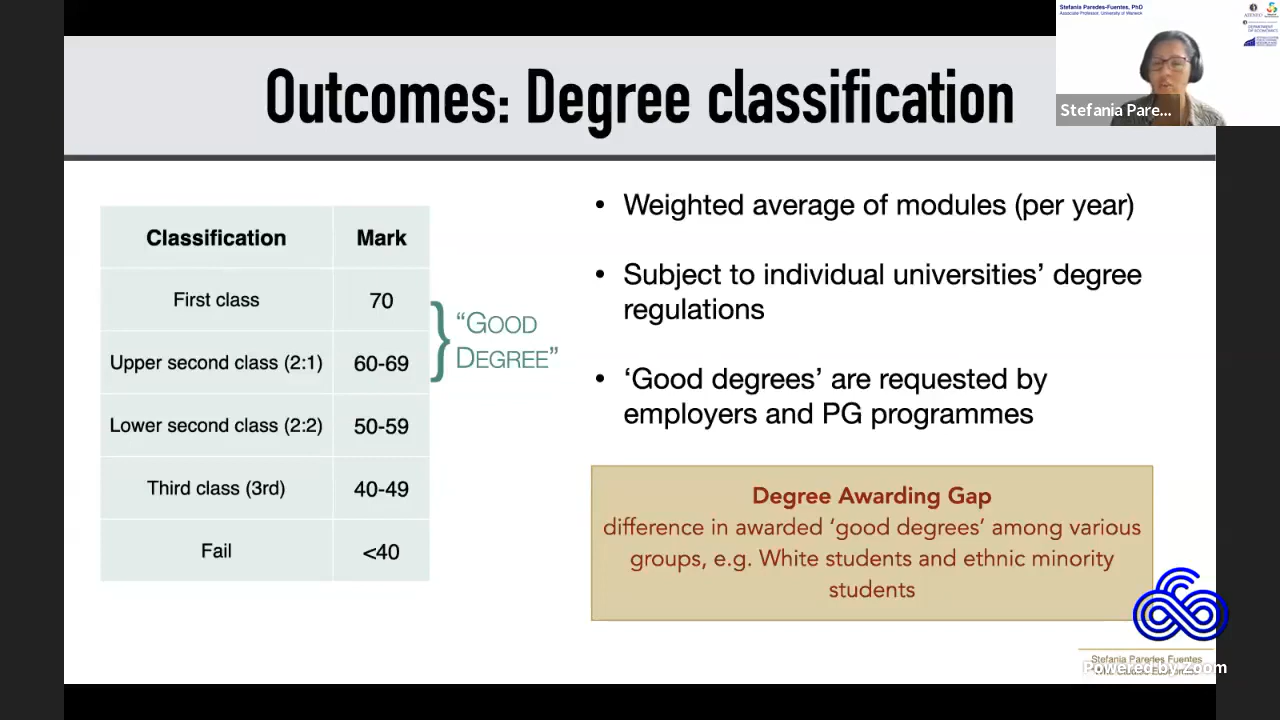 Stefania Paredes-Fuentes, PhD
Associate Professor, University of Warwick
DEPARTMENT
OF ECONOMICS
Stefania Pare...
Outcomes: Degree classification
Classification Mark
First class 70
Upper second class (2:1) 60-69
Lower second class (2:2) 50-59
Third class (3rd) 40-49
Fail <40
“GOOD
DEGREE”
• Weighted average of modules (per year)
• Subject to individual universities’ degree
regulations
• ‘Good degrees’ are requested by
employers and PG programmes
Degree Awarding Gap
difference in awarded ‘good degrees’ among various
groups, e.g. White students and ethnic minority
students
Stefania Paredes Fuentes
Powered by Zoom